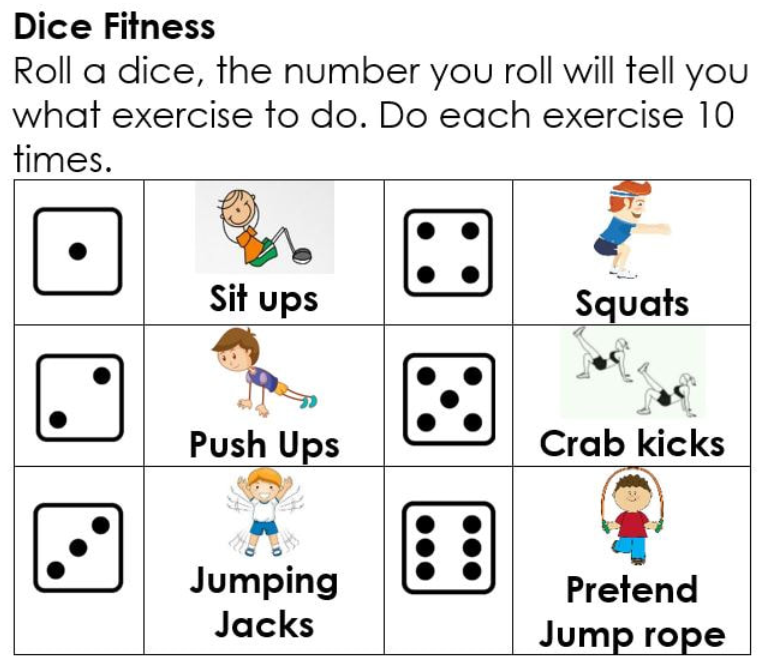 Dice Fitness
Roll a dice, the number you roll will tell you
what exercise to do. Do each exercise 10
times.
Sit ups
Squats
Push Ups
Crab kicks
Jumping
Jacks
Pretend
Jump rope